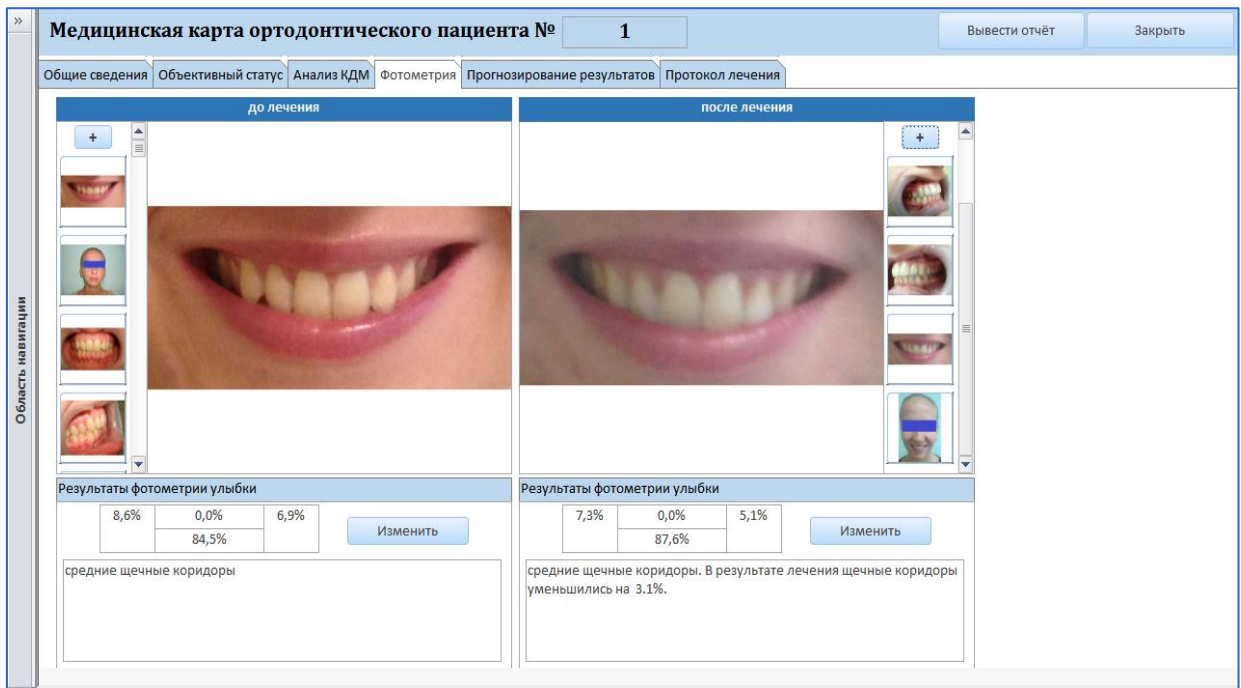 »
Медицинская карта ортодонтического пациента № 1
Вывести отчёт
Закрыть
Общие сведения
Объективный статус
Анализ КДМ
Фотометрия
Прогнозирование результатов
Протокол лечения
Область навигации
до лечения
после лечения
+
+
Результаты фотометрии улыбки
8,6% 0,0% 6,9%
84,5%
Изменить
средние щечные коридоры
Результаты фотометрии улыбки
7,3% 0,0% 5,1%
87,6%
Изменить
средние щечные коридоры. В результате лечения щечные коридоры
уменьшились на 3.1%.